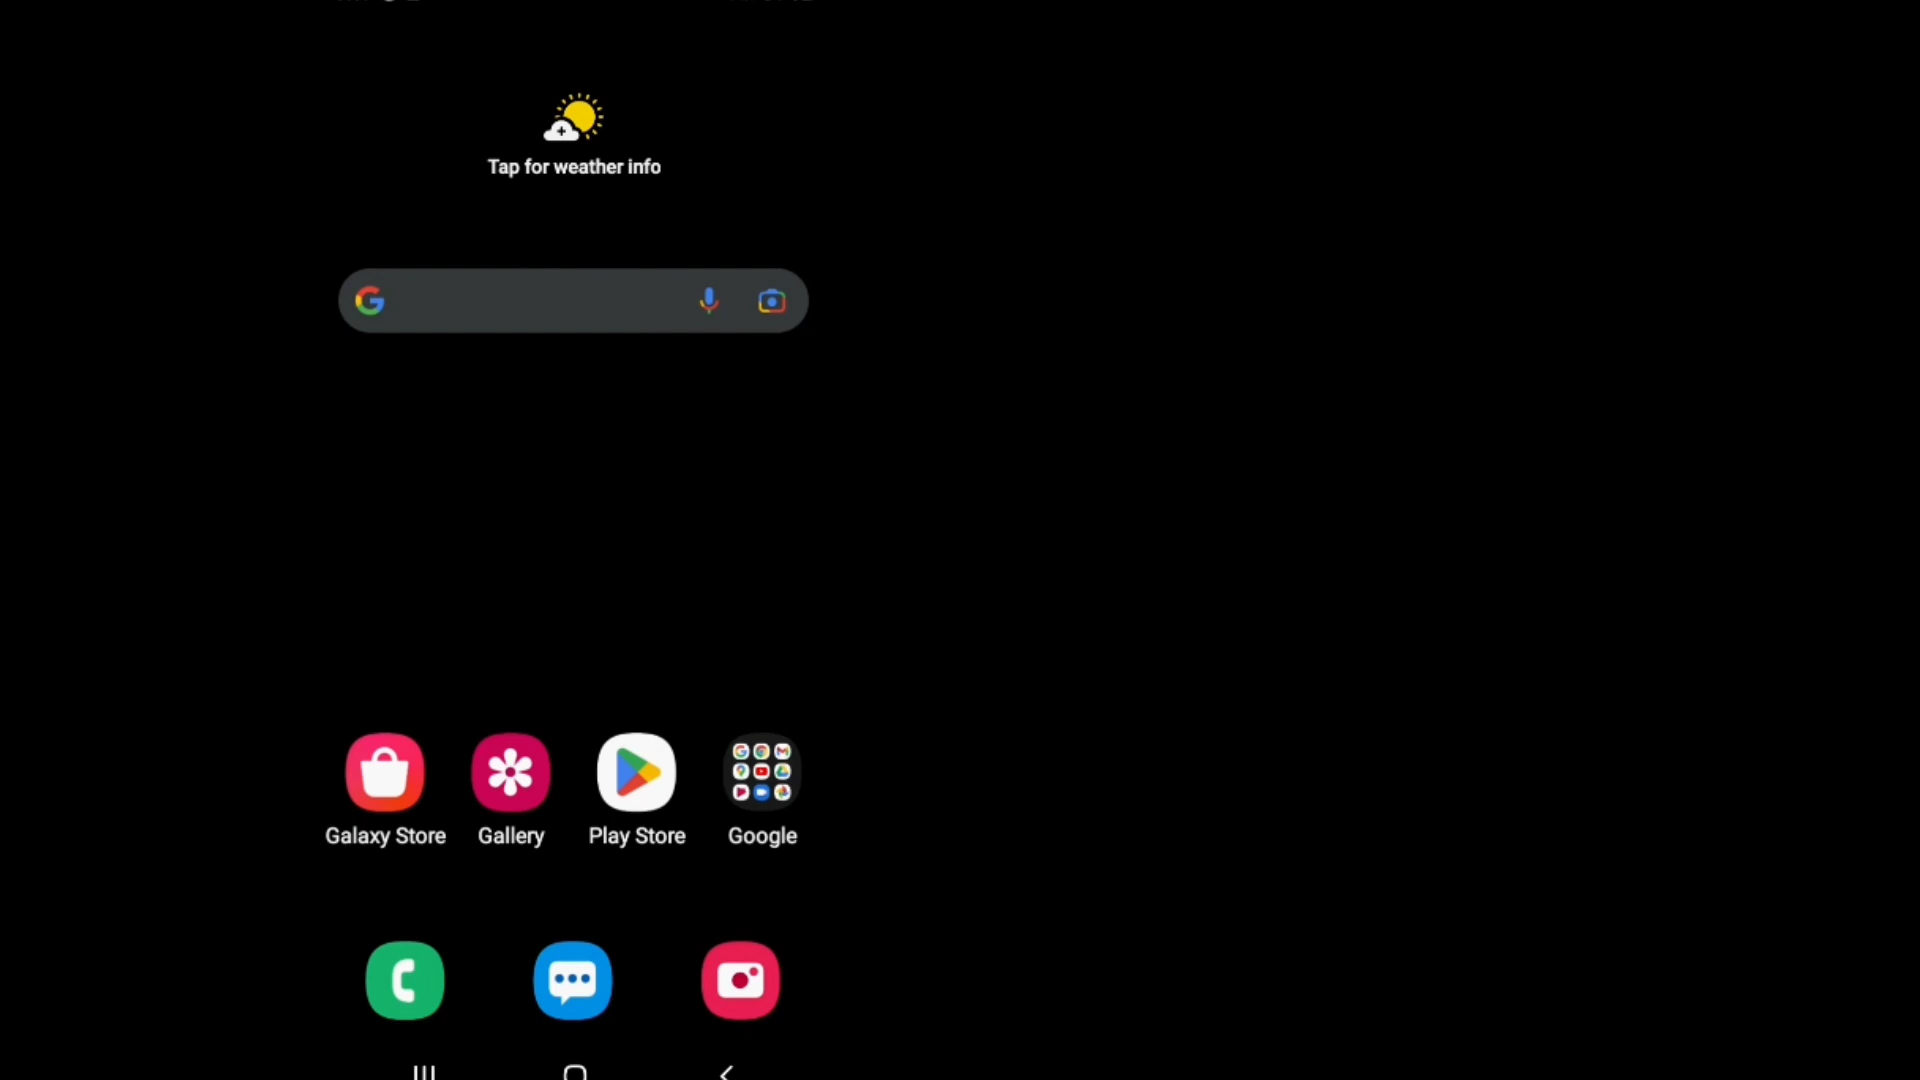 Tap for weather info
Galaxy Store
Gallery
Play Store
Google